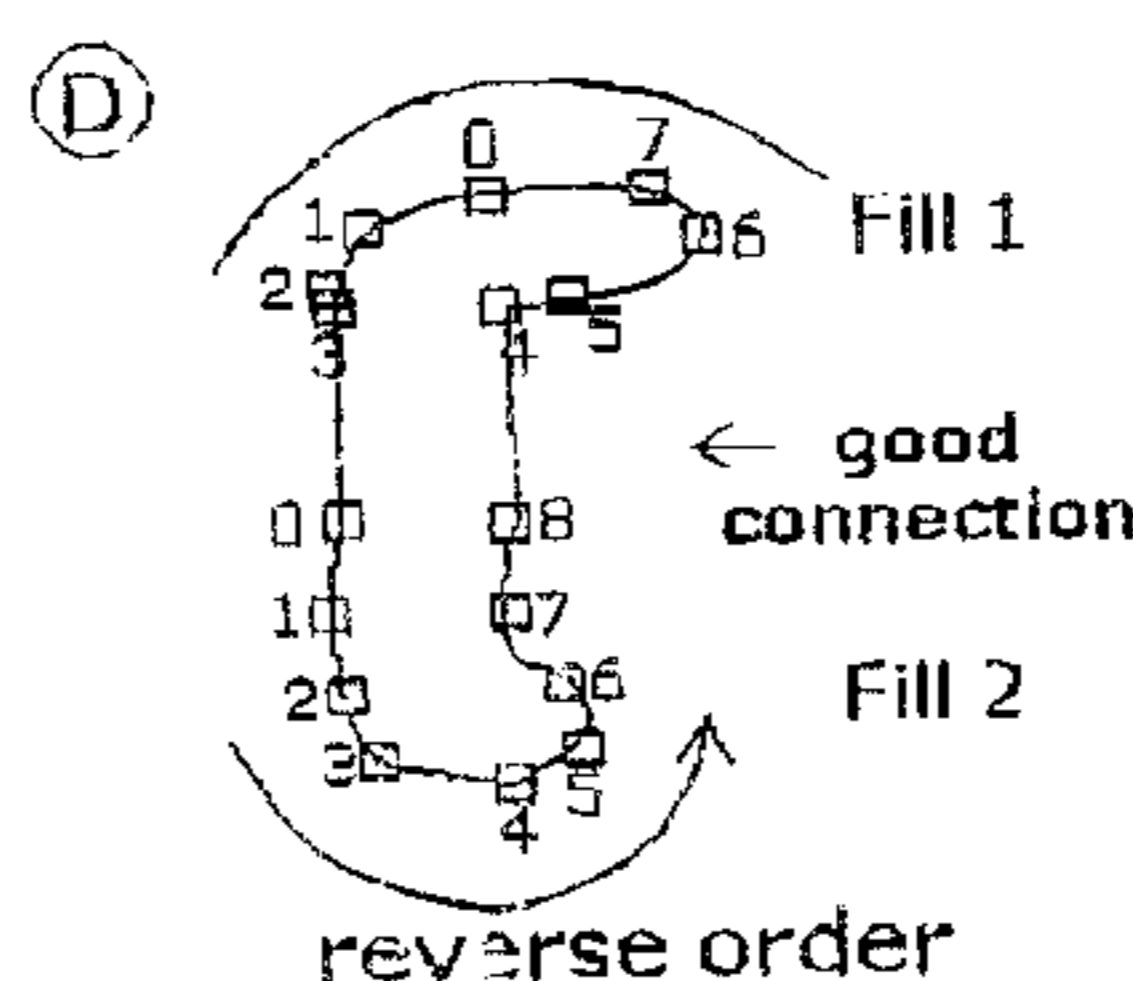 D
0 7
1 6 Fill 1
2 5
3 4
← good
0 8 connection
1 7
2 6 Fill 2
3 5
4
reverse order